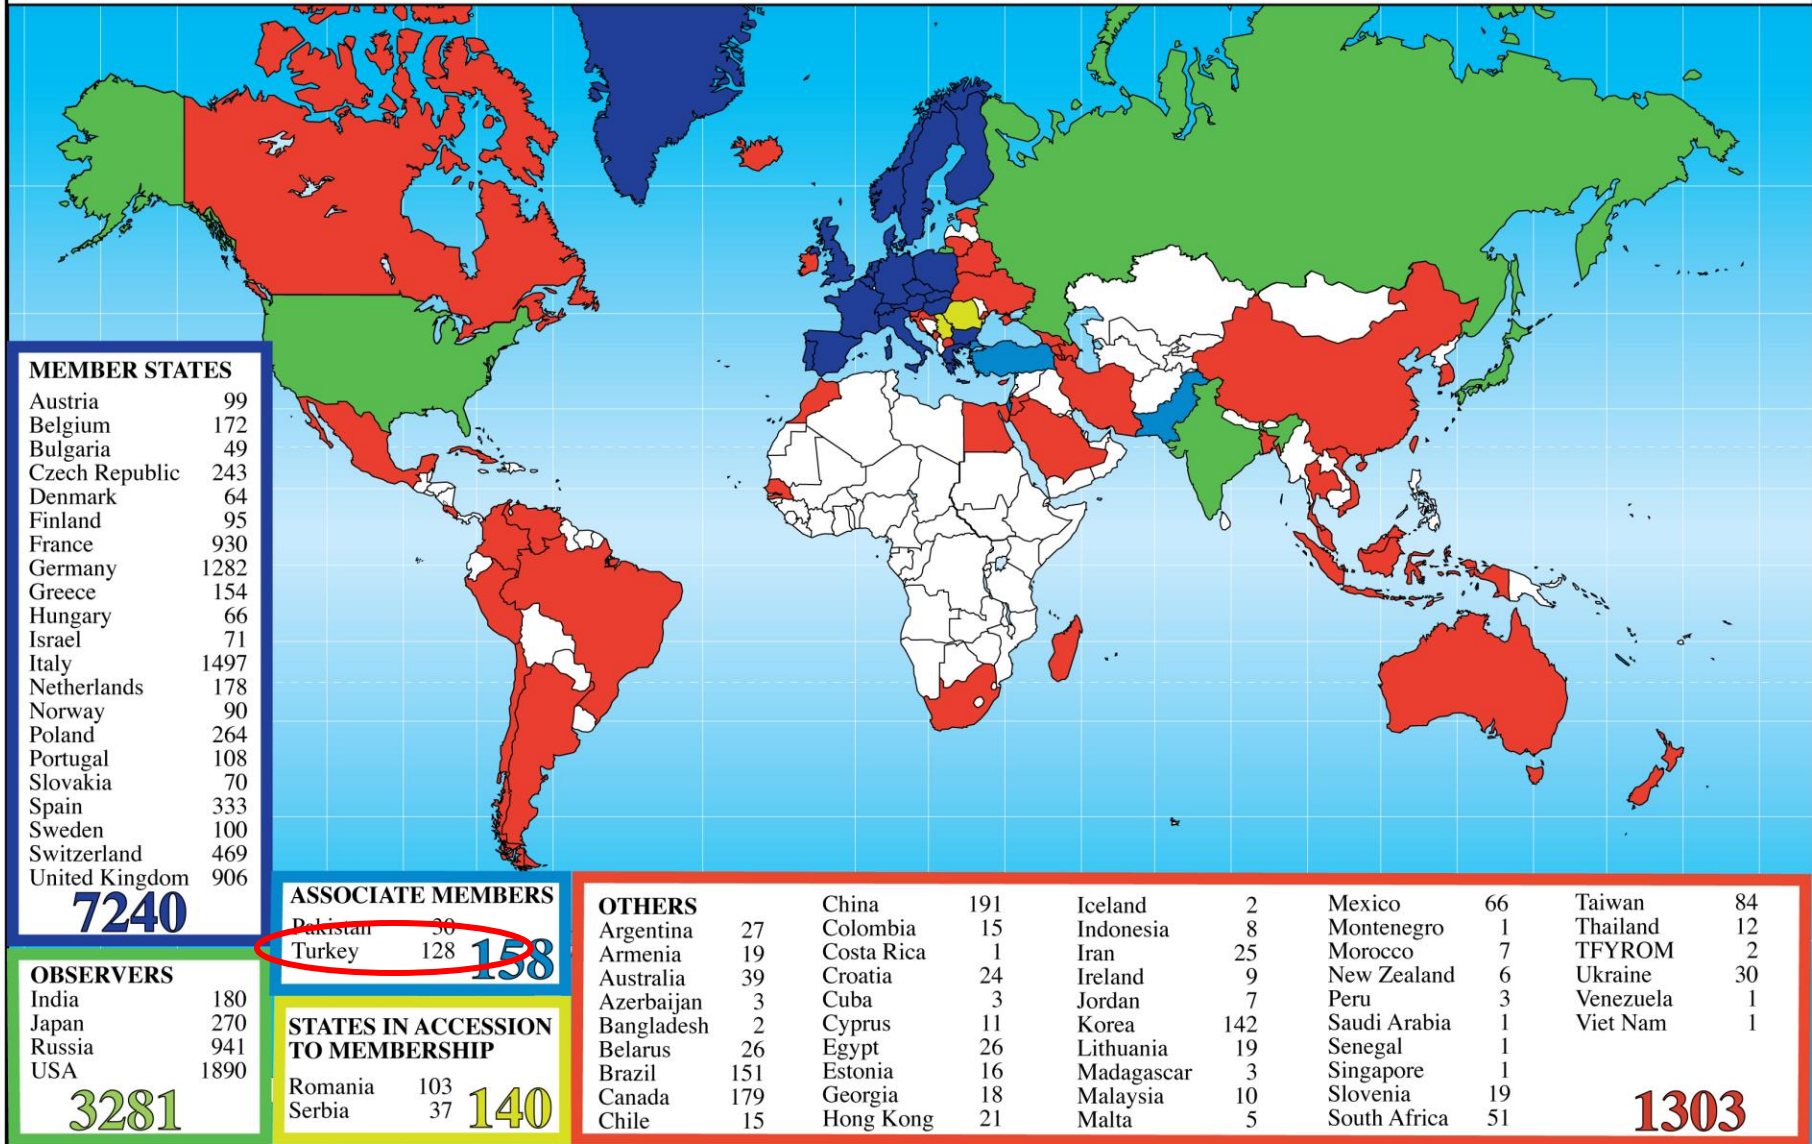 MEMBER STATES
Austria 99
Belgium 172
Bulgaria 49
Czech Republic 243
Denmark 64
Finland 95
France 930
Germany 1282
Greece 154
Hungary 66
Israel 71
Italy 1497
Netherlands 178
Norway 90
Poland 264
Portugal 108
Slovakia 70
Spain 333
Sweden 100
Switzerland 469
United Kingdom 906
7240
OBSERVERS
India 180
Japan 270
Russia 941
USA 1890
3281
ASSOCIATE MEMBERS
Pakistan 30
Turkey 128
158
STATES IN ACCESSION
TO MEMBERSHIP
Romania 103
Serbia 37
140
OTHERS
Argentina 27
Armenia 19
Australia 39
Azerbaijan 3
Bangladesh 2
Belarus 26
Brazil 151
Canada 179
Chile 15
China 191
Colombia 15
Costa Rica 1
Croatia 24
Cuba 3
Cyprus 11
Egypt 26
Estonia 16
Georgia 18
Hong Kong 21
Iceland 2
Indonesia 8
Iran 25
Ireland 9
Jordan 7
Korea 142
Lithuania 19
Madagascar 3
Malaysia 10
Malta 5
Mexico 66
Montenegro 1
Morocco 7
New Zealand 6
Peru 3
Saudi Arabia 1
Senegal 1
Singapore 1
Slovenia 19
South Africa 51
Taiwan 84
Thailand 12
TFYROM 2
Ukraine 30
Venezuela 1
Viet Nam 1
1303